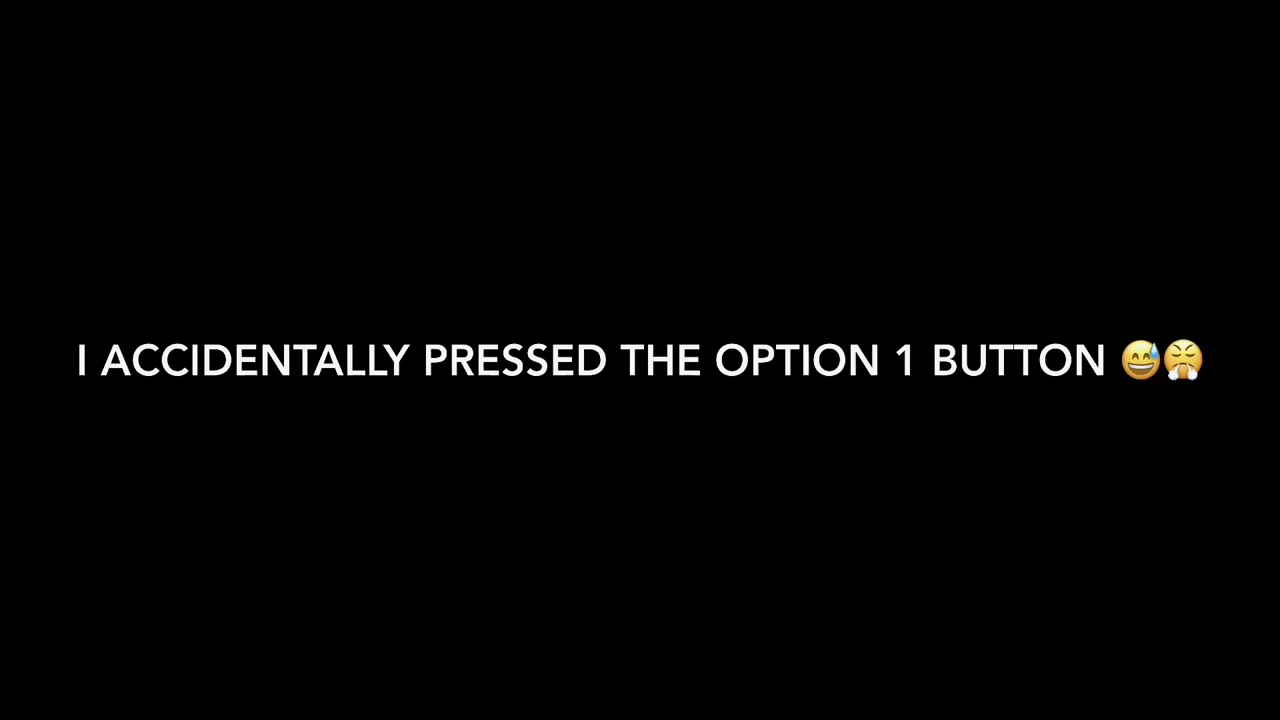 I ACCIDENTALLY PRESSED THE OPTION 1 BUTTON 😅😤